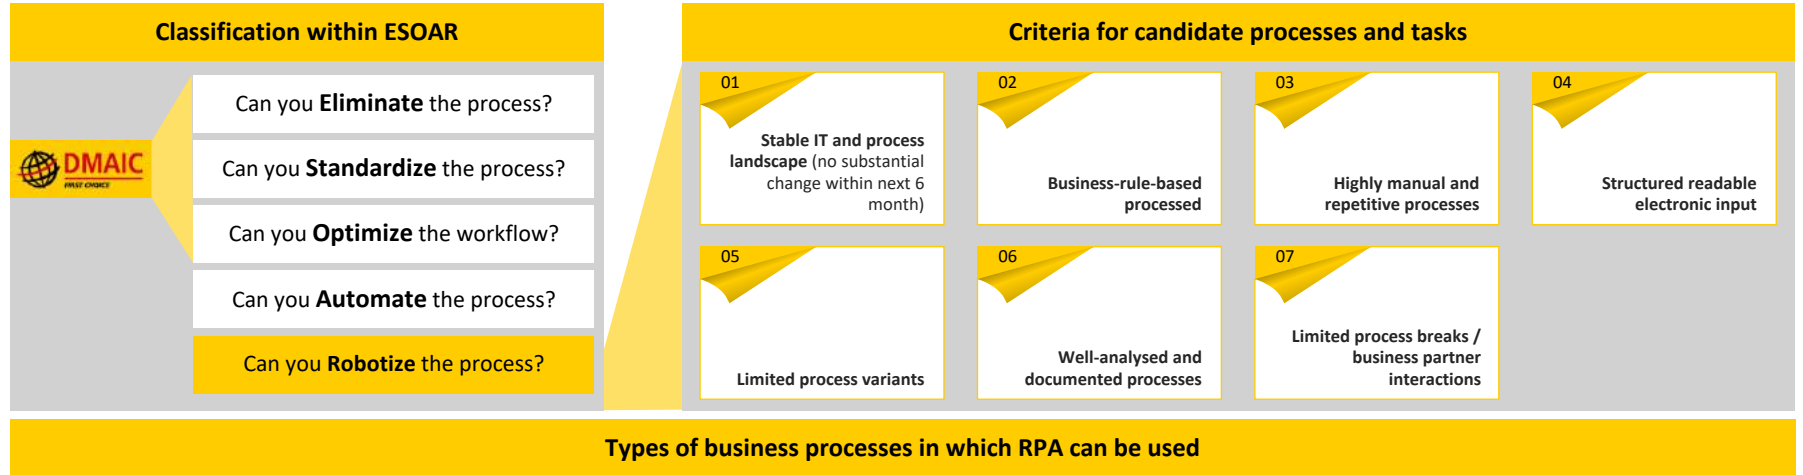 Classification within ESOAR
Can you Eliminate the process?
Can you Standardize the process?
Can you Optimize the workflow?
Can you Automate the process?
Can you Robotize the process?
DMAIC
FIRST CHOICE
Criteria for candidate processes and tasks
01
Stable IT and process
landscape (no substantial
change within next 6
month)
02
Business-rule-based
processed
03
Highly manual and
repetitive processes
04
Structured readable
electronic input
05
Limited process variants
06
Well-analysed and
documented processes
07
Limited process breaks /
business partner
interactions
Types of business processes in which RPA can be used